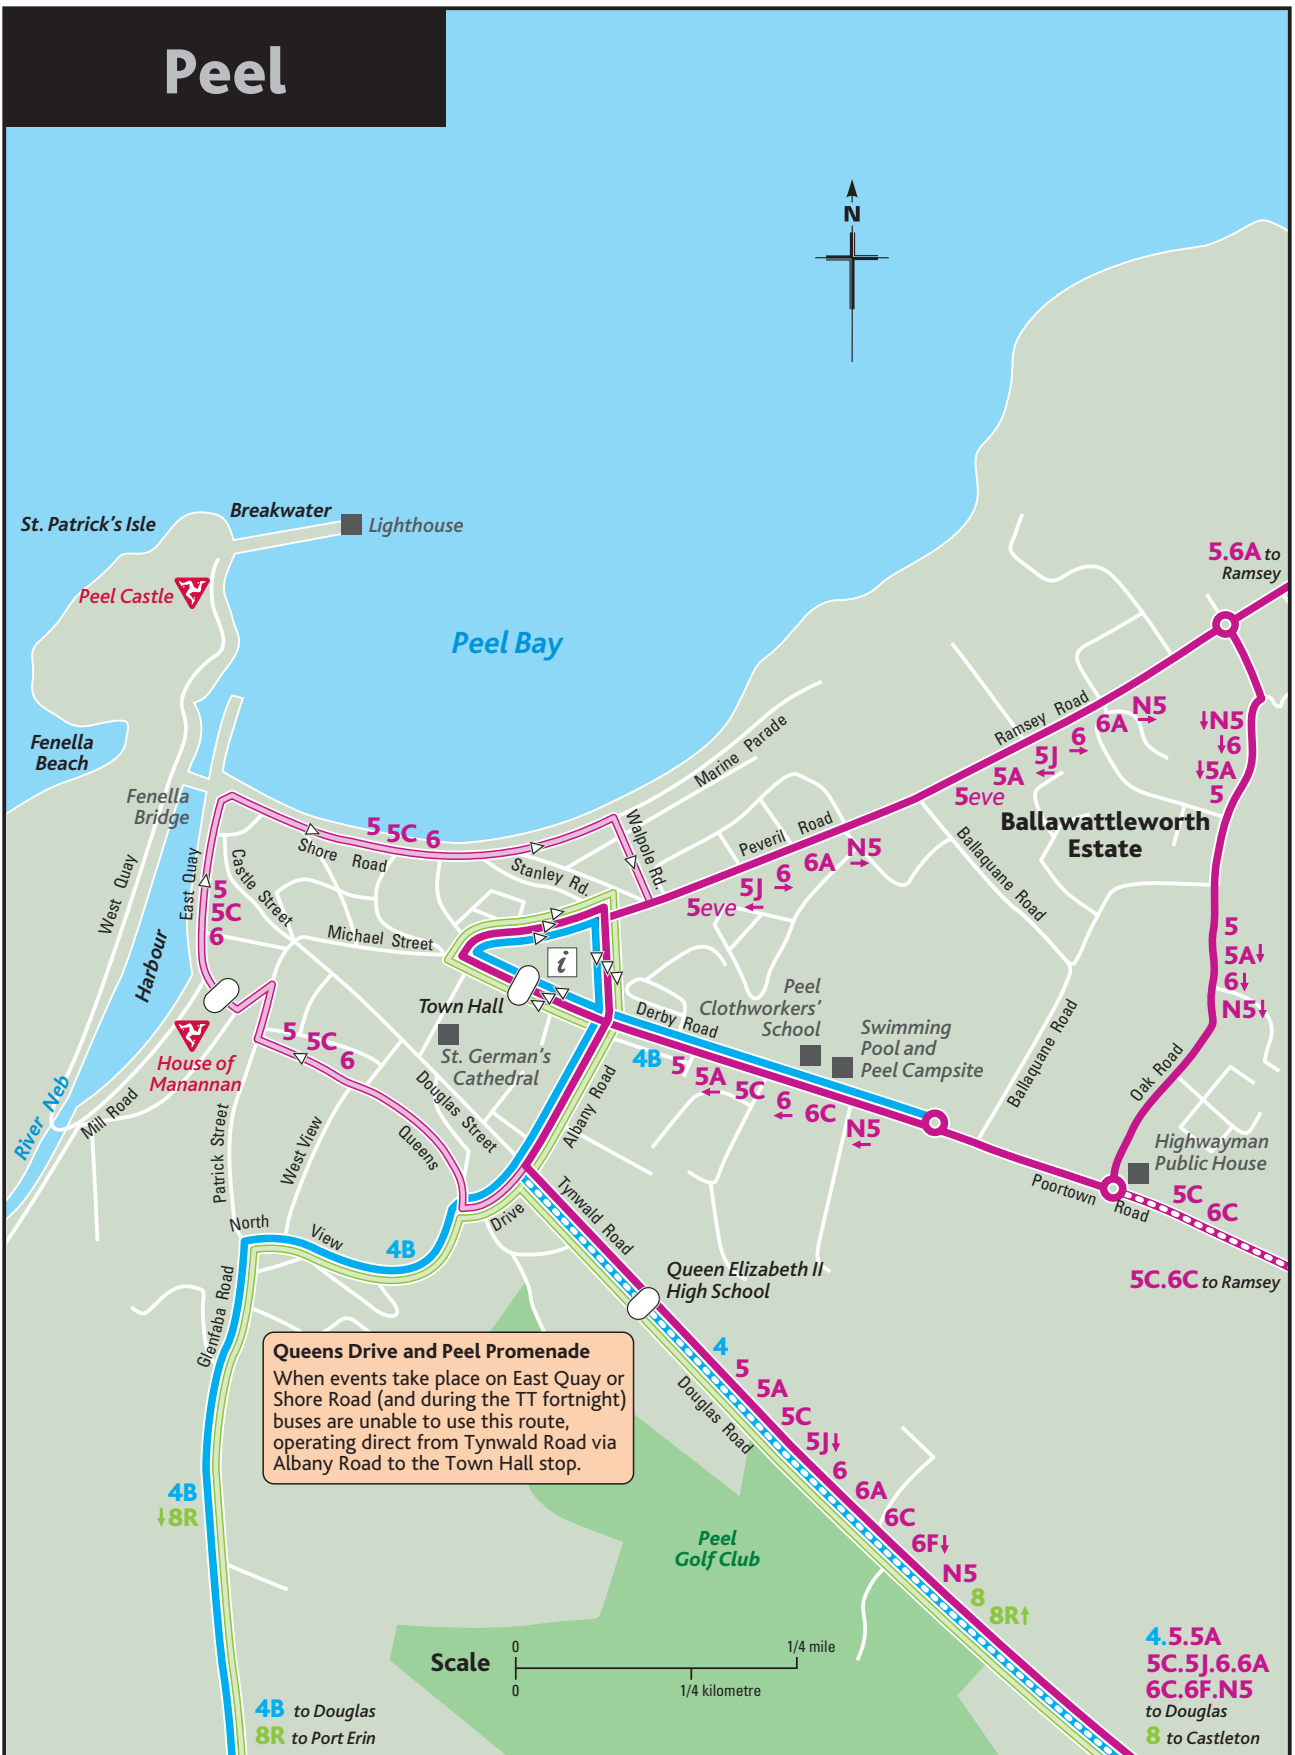 Peel
N
St. Patrick's Isle
Breakwater
Lighthouse
Peel Castle
Peel Bay
5.6A to
Ramsey
Fenella
Beach
Fenella
Bridge
Marine Parade
Ramsey Road
5eve
5A
5J
6
6A
N5
N5
6
5A
5
Ballawattleworth
Estate
5 5C 6
Shore Road
Stanley Rd.
Walpole Rd.
Peveril Road
5eve
5J
6
6A
N5
Ballaquane Road
West Quay
East Quay
Castle Street
5
5C
6
Harbour
Michael Street
i
Town Hall
St. German's
Cathedral
Derby Road
Peel
Clothworkers'
School
Swimming
Pool and
Peel Campsite
5
5A
6
N5
4B
5
5A
5C
6
6C
N5
Ballaquane Road
Oak Road
House of
Manannan
5
5C
6
River Neb
Mill Road
Patrick Street
West View
Douglas Street
Queens
Drive
Albany Road
Tynwald Road
Highwayman
Public House
Poortown
Road
5C
6C
5C.6C to Ramsey
North
View
4B
Glenfaba Road
Queen Elizabeth II
High School
Queens Drive and Peel Promenade
When events take place on East Quay or
Shore Road (and during the TT fortnight)
buses are unable to use this route,
operating direct from Tynwald Road via
Albany Road to the Town Hall stop.
Douglas Road
4
5
5A
5C
5J
6
6A
6C
6F
N5
8
8R
4B
8R
Peel
Golf Club
Scale
0
1/4 mile
0
1/4 kilometre
4B to Douglas
8R to Port Erin
4.5.5A
5C.5J.6.6A
6C.6F.N5
to Douglas
8 to Castleton